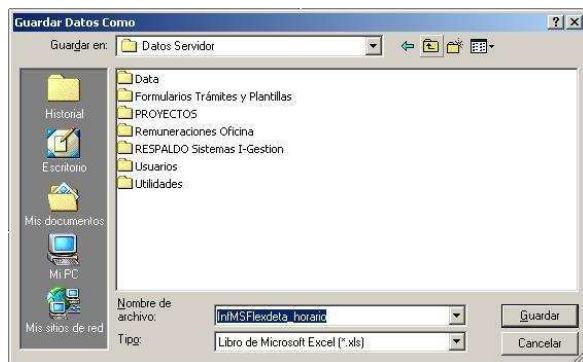 Guardar Datos Como
Guardar en: Datos Servidor
Historial
Escritorio
Mis documentos
Mi PC
Mis sitios de red
Data
Formularios Trámites y Plantillas
PROYECTOS
Remuneraciones Oficina
RESPALDO Sistemas I-Gestion
Usuarios
Utilidades
Nombre de archivo: InfMSFlexdeta_horario
Guardar
Tipo: Libro de Microsoft Excel (*.xls)
Cancelar